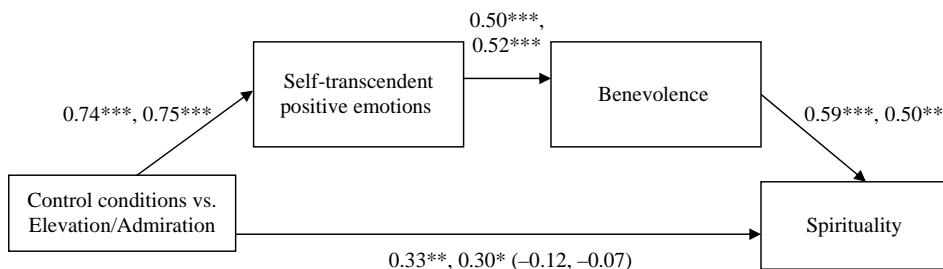 0.50***,
0.52***
Self-transcendent
positive emotions
Benevolence
0.74***, 0.75***
0.59***, 0.50**
Control conditions vs.
Elevation/Admiration
Spirituality
0.33**, 0.30* (–0.12, –0.07)